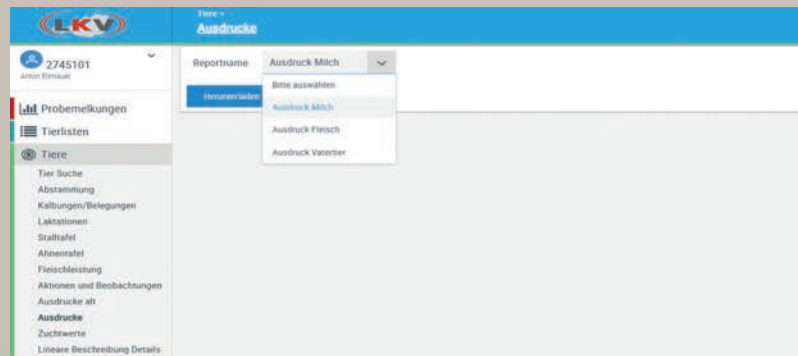 LKV
Tiere >
Ausdrucke
2745101
Reportname
Ausdruck Milch
Bitte auswählen
Herunterladen
Ausdruck Milch
Ausdruck Fleisch
Ausdruck Vatertier
Probemelkungen
Tierlisten
Tiere
Tier Suche
Abstammung
Kalbungen/Belegungen
Laktationen
Stalltafel
Ahnentafel
Fleischleistung
Aktionen und Beobachtungen
Ausdrucke alt
Ausdrucke
Zuchtwerte
Lineare Beschreibung Details